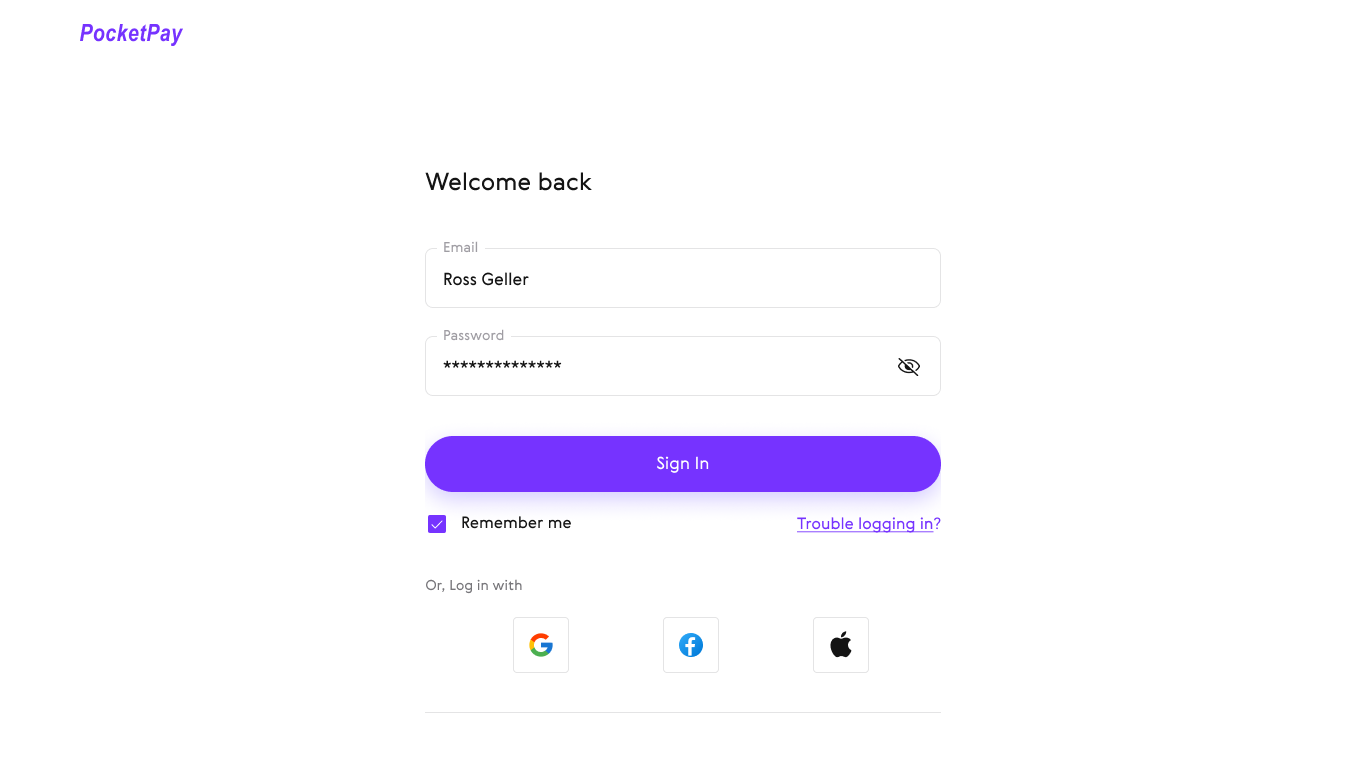 PocketPay
Welcome back
Email
Ross Geller
Password
**************
Sign In
Remember me
Trouble logging in?
Or, Log in with